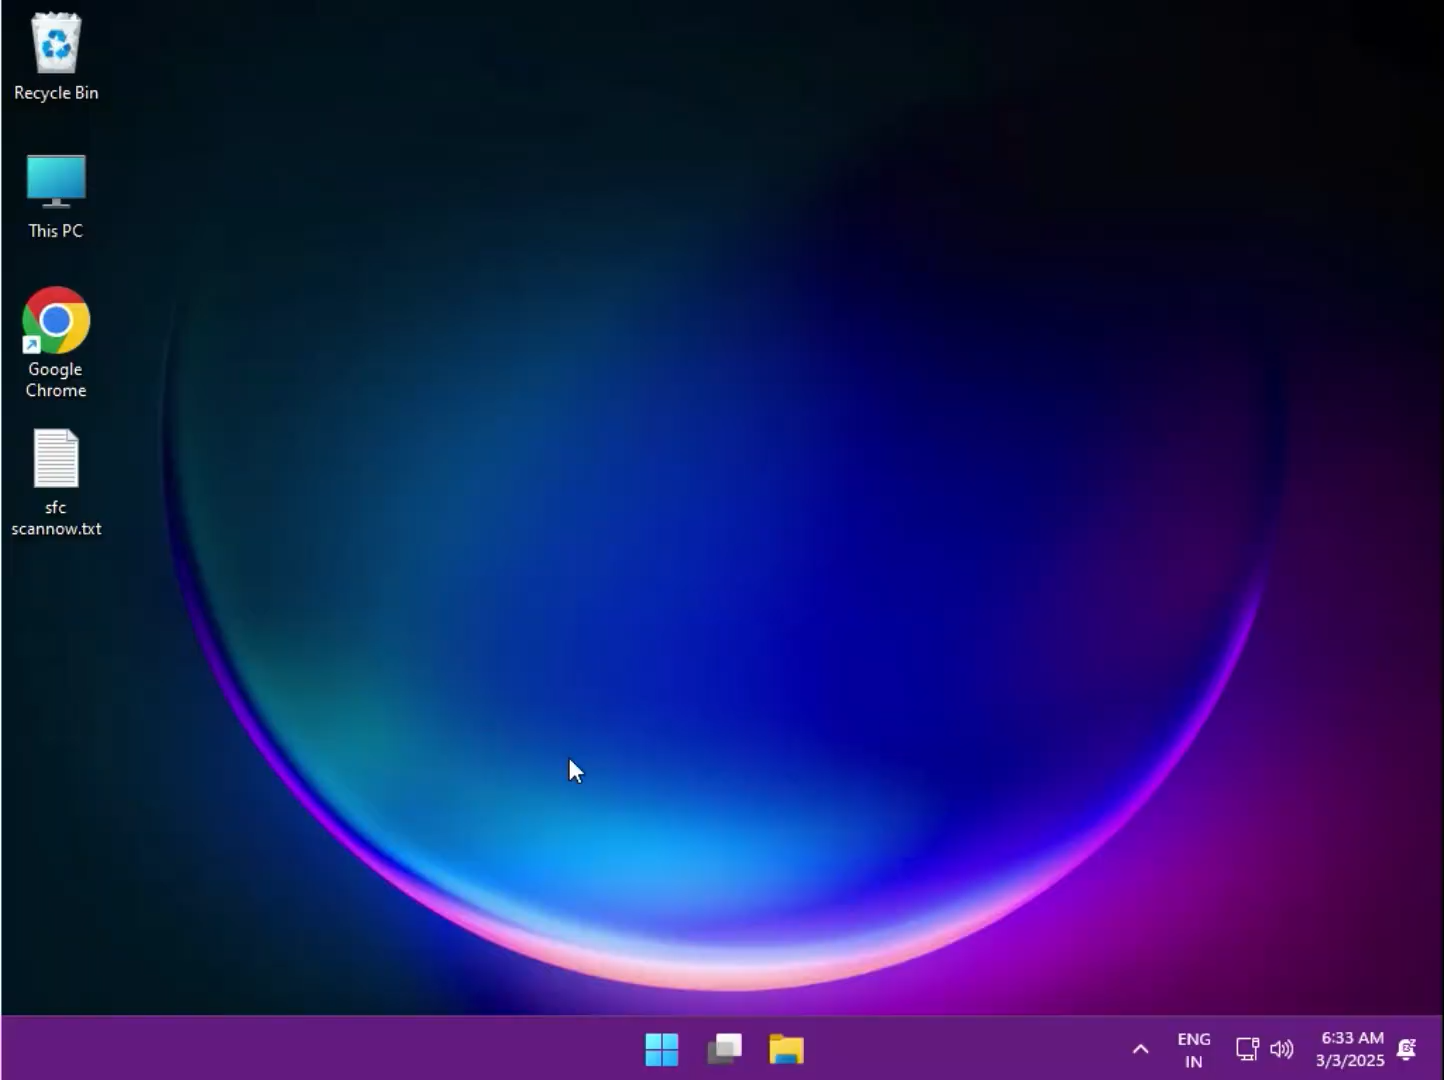 Recycle Bin
This PC
Google
Chrome
sfc
scannow.txt
ENG
IN
6:33 AM
3/3/2025